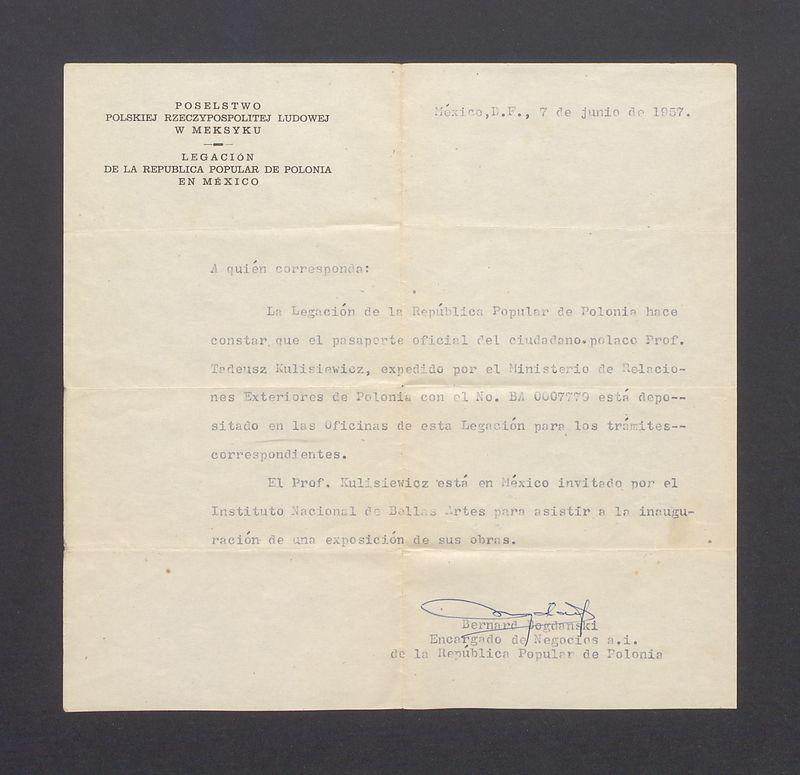 POSELSTWO
POLSKIEJ RZECZYPOSPOLITEJ LUDOWEJ
W MEKSYKU
LEGACIÓN
DE LA REPUBLICA POPULAR DE POLONIA
EN MÉXICO
México,D.F., 7 de junio de 1957.
A quién corresponda:
La Legación de la República Popular de Polonia hace
constar que el pasaporte oficial del ciudadano polaco Prof.
Tadeusz Kulisiewicz, expedido por el Ministerio de Relacio-
nes Exteriores de Polonia con el No. BA 0007779 está depo--
sitado en las Oficinas de esta Legación para los trámites--
correspondientes.
El Prof. Kulisiewicz está en México invitado por el
Instituto Nacional de Bellas Artes para asistir a la inaugu-
ración de una exposición de sus obras.
Bernard Bogdański
Encargado de Negocios a.i.
de la República Popular de Polonia